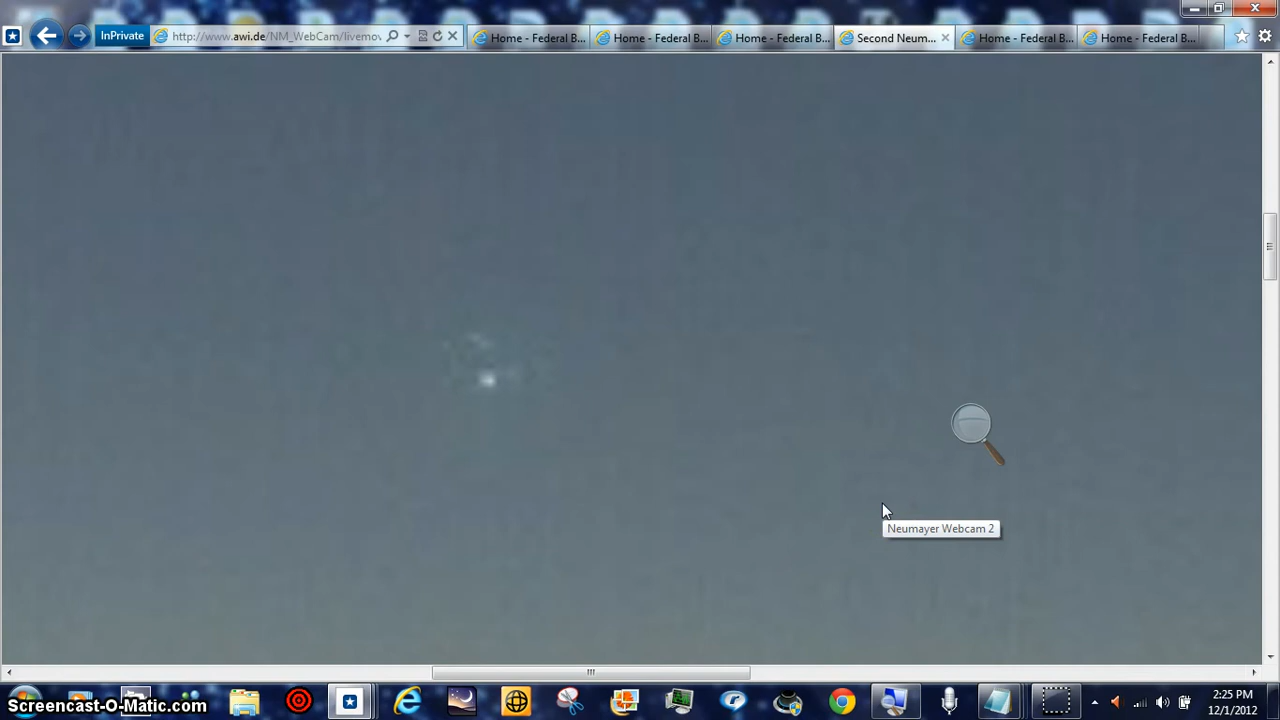 InPrivate
http://www.awi.de/NM_WebCam/livemov
Home - Federal B...
Home - Federal B...
Home - Federal B...
Second Neum...
Home - Federal B...
Home - Federal B...
Neumayer Webcam 2
Screencast-O-Matic.com
2:25 PM
12/1/2012